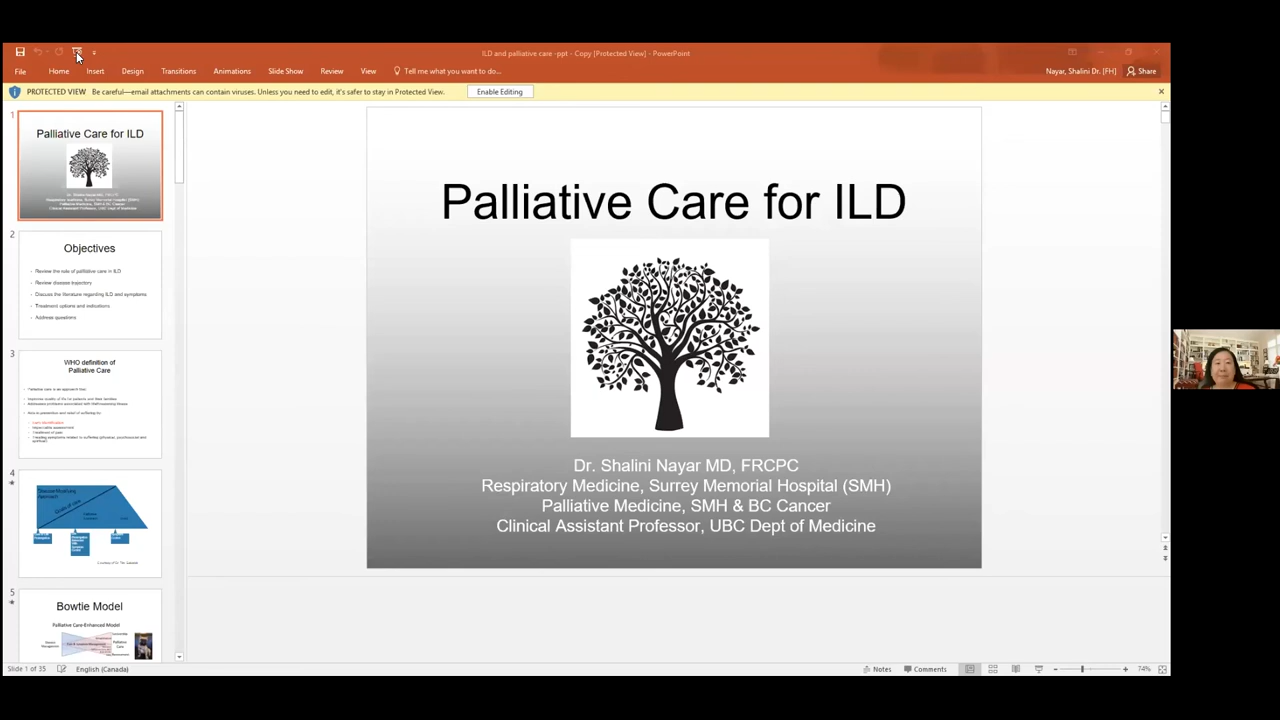 ILD and palliative care -ppt - Copy [Protected View] - PowerPoint
File Home Insert Design Transitions Animations Slide Show Review View Tell me what you want to do... Nayar, Shalini Dr. [FH] Share
PROTECTED VIEW Be careful—email attachments can contain viruses. Unless you need to edit, it's safer to stay in Protected View. Enable Editing
1
Palliative Care for ILD
2
Objectives
Review the role of palliative care in ILD
Review disease trajectory
Discuss the literature regarding ILD and symptoms
Treatment options and indications
Address questions
3
WHO definition of
Palliative Care
4
5
Bowtie Model
Palliative Care-Enhanced Model
Palliative Care for ILD
Dr. Shalini Nayar MD, FRCPC
Respiratory Medicine, Surrey Memorial Hospital (SMH)
Palliative Medicine, SMH & BC Cancer
Clinical Assistant Professor, UBC Dept of Medicine
Slide 1 of 35 English (Canada) Notes Comments 74%